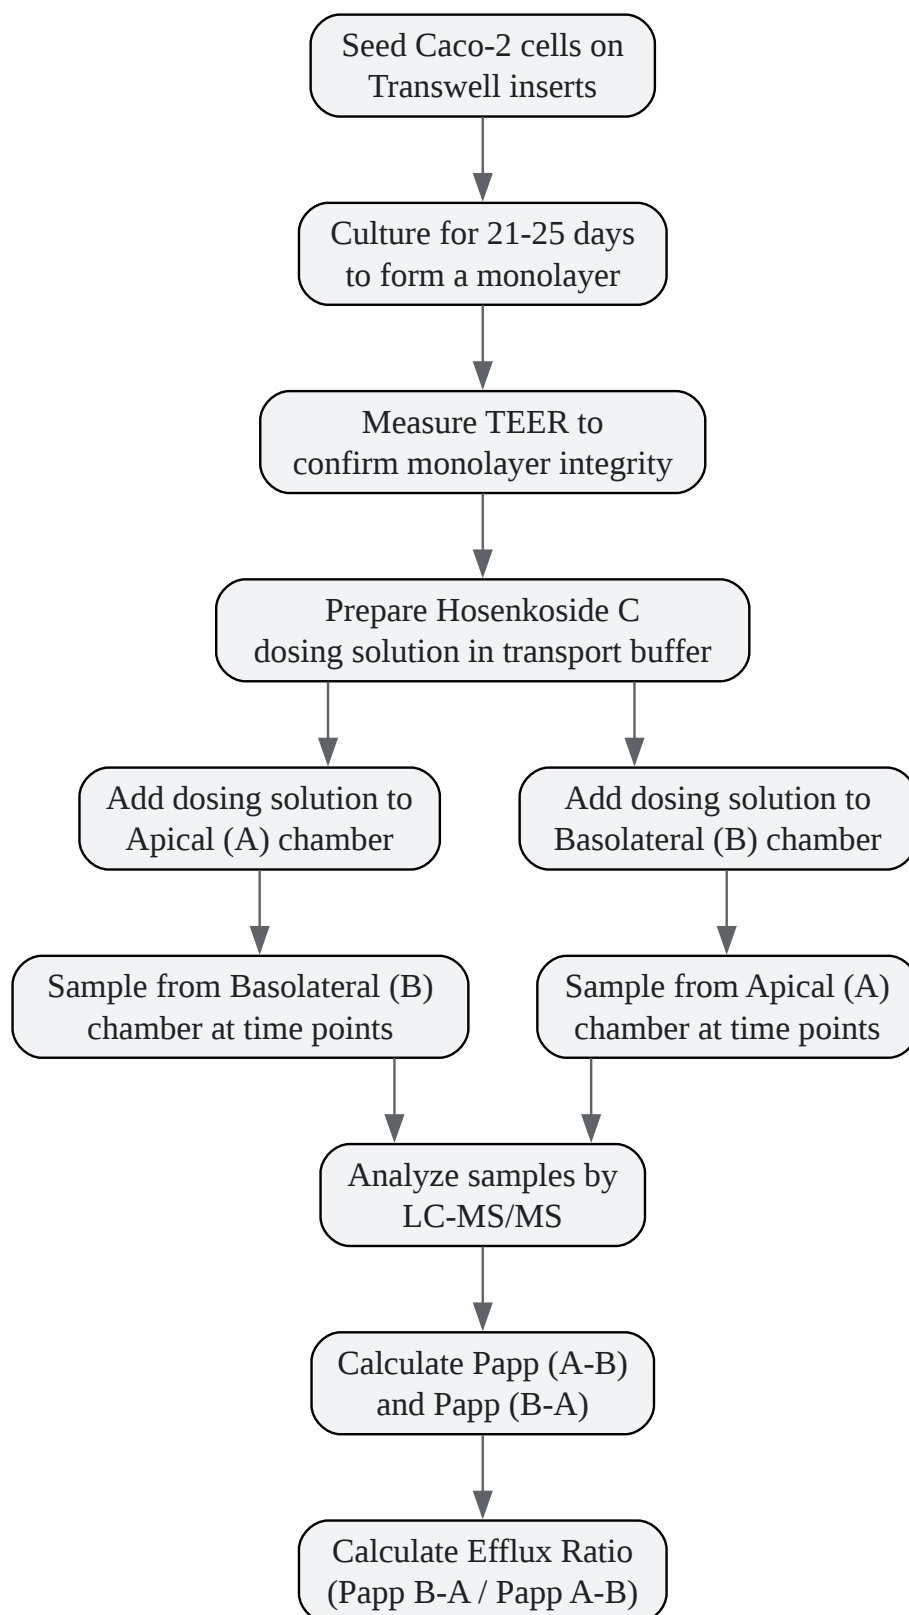 Seed Caco-2 cells on
Transwell inserts
Culture for 21-25 days
to form a monolayer
Measure TEER to
confirm monolayer integrity
Prepare Hosenkoside C
dosing solution in transport buffer
Add dosing solution to
Apical (A) chamber
Add dosing solution to
Basolateral (B) chamber
Sample from Basolateral (B)
chamber at time points
Sample from Apical (A)
chamber at time points
Analyze samples by
LC-MS/MS
Calculate Papp (A-B)
and Papp (B-A)
Calculate Efflux Ratio
(Papp B-A / Papp A-B)